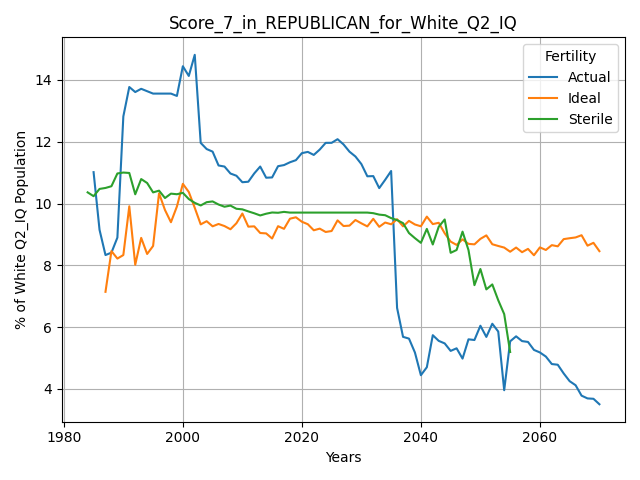 Score_7_in_REPUBLICAN_for_White_Q2_IQ
% of White Q2_IQ Population
14
12
10
8
6
4
Fertility
Actual
Ideal
Sterile
1980
2000
2020
2040
2060
Years